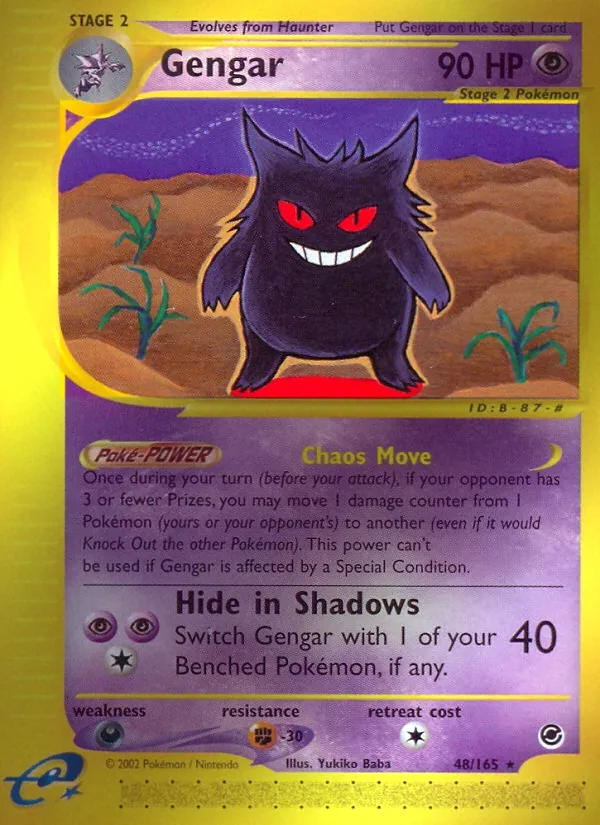 STAGE 2
Evolves from Haunter Put Gengar on the Stage 1 card
Gengar 90 HP
Stage 2 Pokémon
ID:B-87-#
Poké-POWER Chaos Move
Once during your turn (before your attack), if your opponent has
3 or fewer Prizes, you may move 1 damage counter from 1
Pokémon (yours or your opponent's) to another (even if it would
Knock Out the other Pokémon). This power can't
be used if Gengar is affected by a Special Condition.
Hide in Shadows
Switch Gengar with 1 of your 40
Benched Pokémon, if any.
weakness resistance retreat cost
-30
© 2002 Pokémon / Nintendo Illus. Yukiko Baba 48/165 ★
e